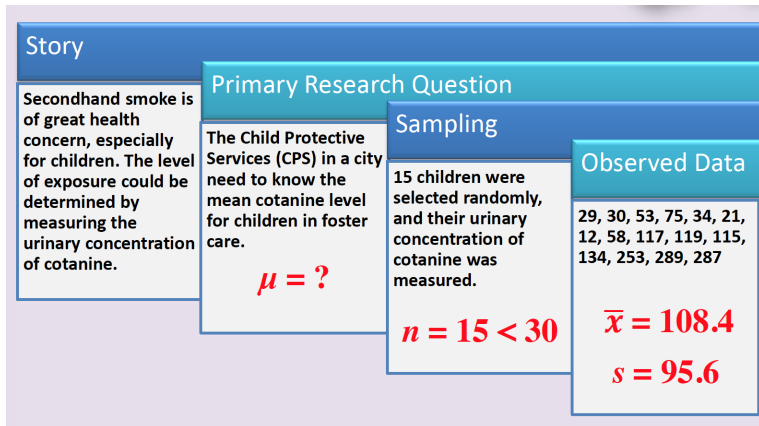 Story
Secondhand smoke is
of great health
concern, especially
for children. The level
of exposure could be
determined by
measuring the
urinary concentration
of cotanine.
Primary Research Question
The Child Protective
Services (CPS) in a city
need to know the
mean cotanine level
for children in foster
care.
μ = ?
Sampling
15 children were
selected randomly,
and their urinary
concentration of
cotanine was
measured.
n = 15 < 30
Observed Data
29, 30, 53, 75, 34, 21,
12, 58, 117, 119, 115,
134, 253, 289, 287
x̅ = 108.4
s = 95.6